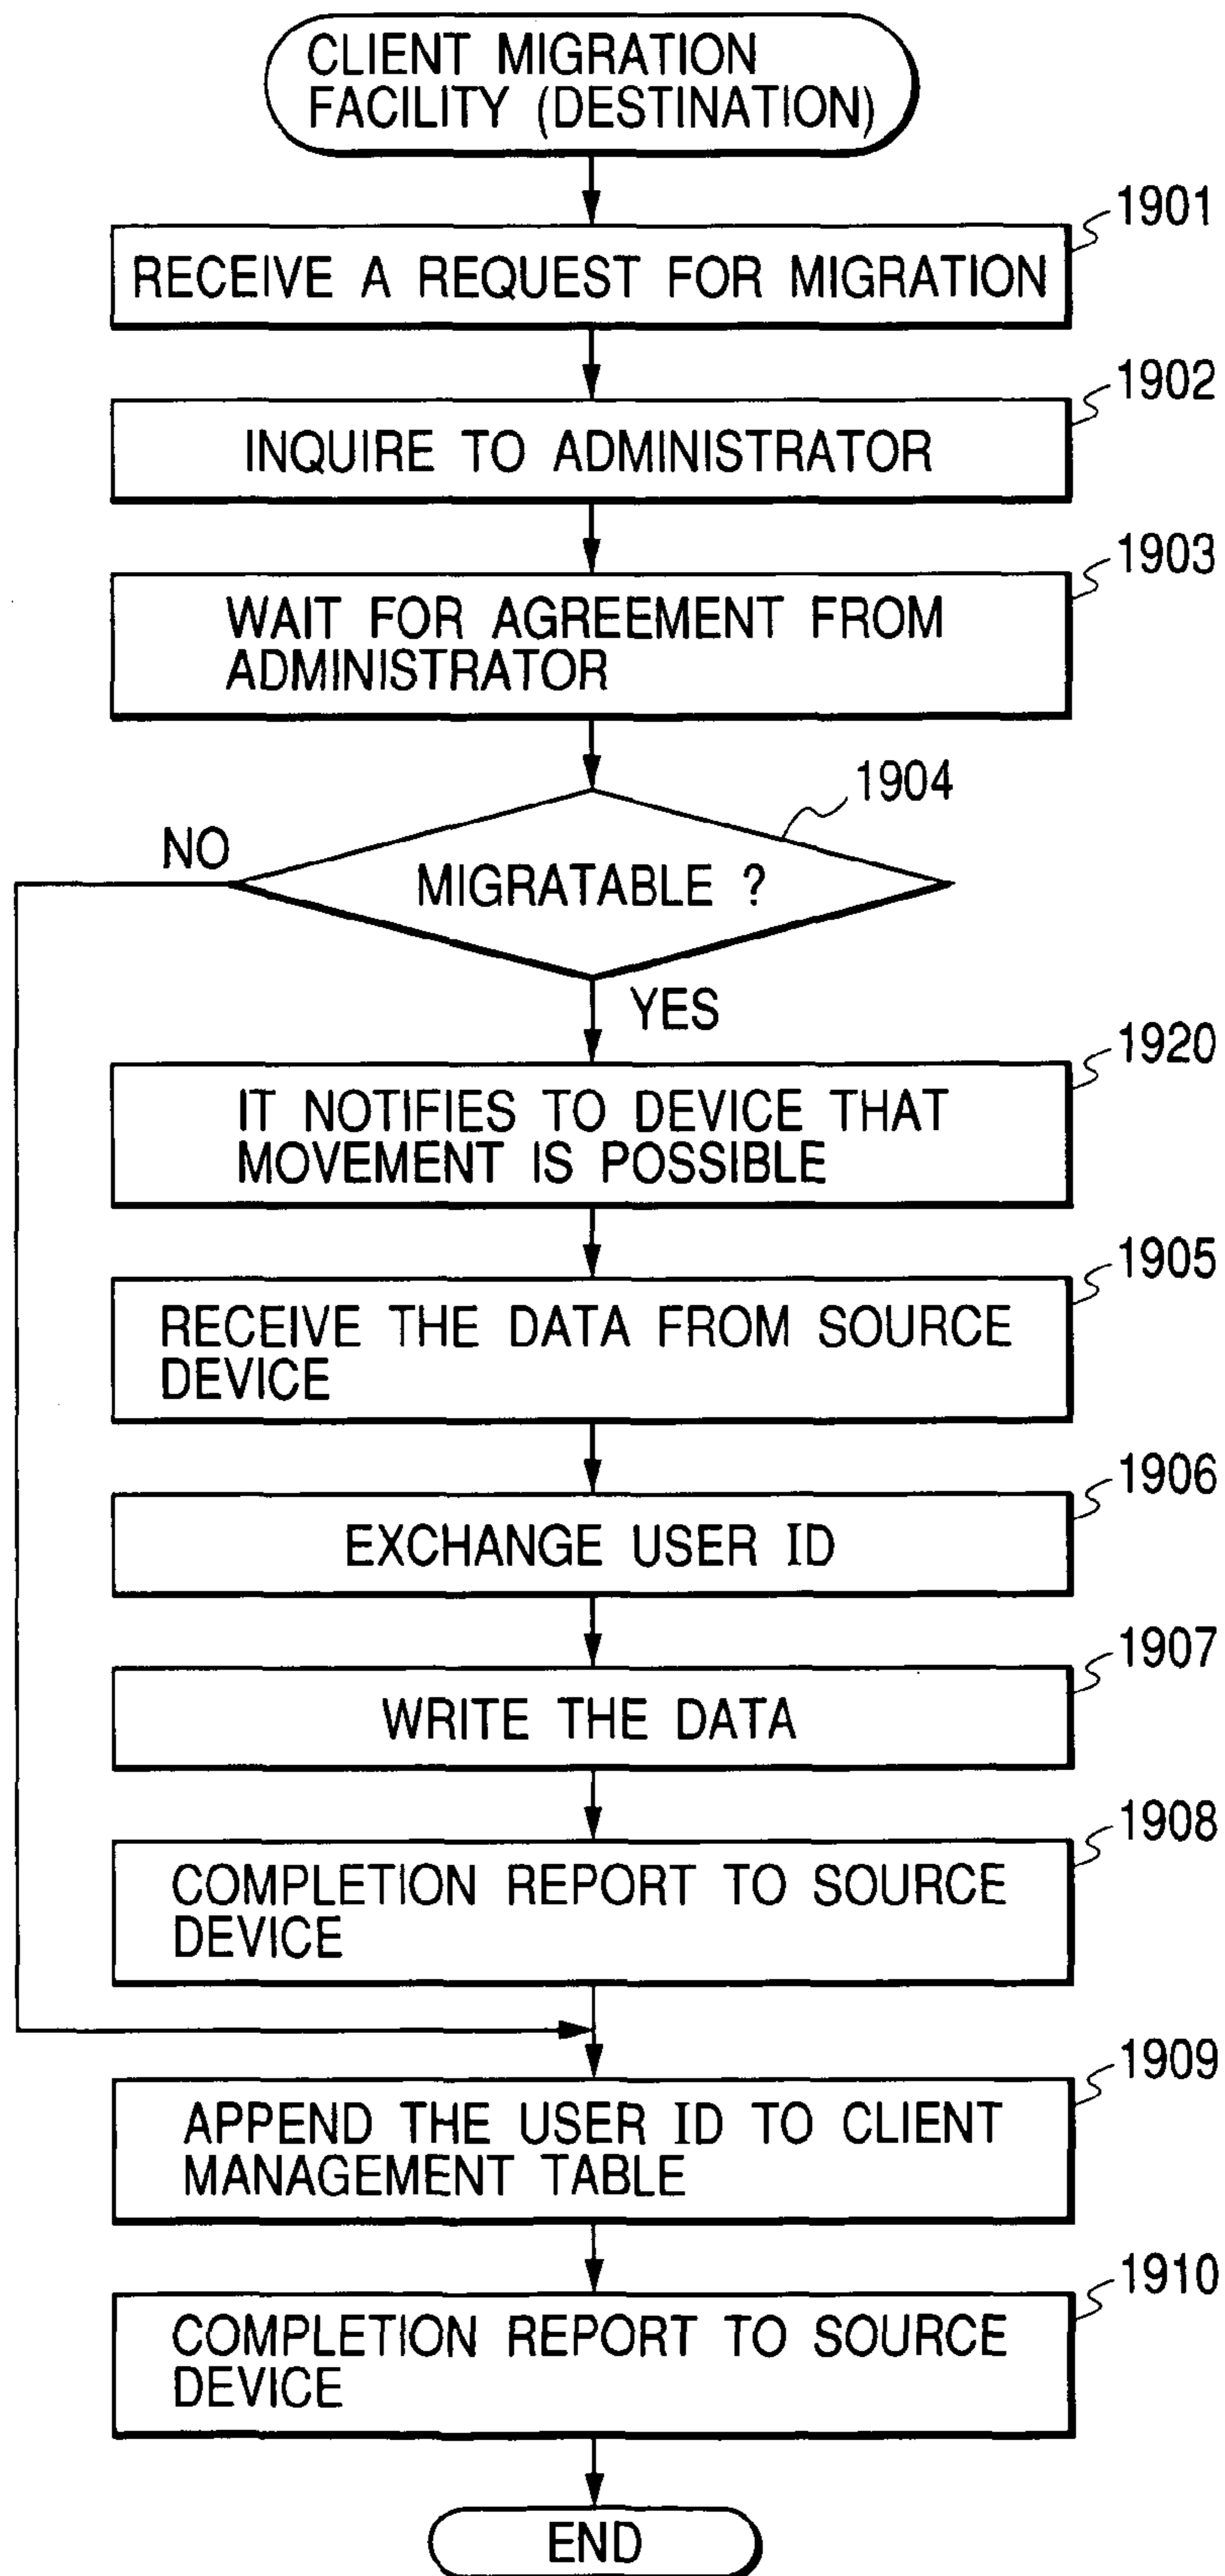 CLIENT MIGRATION
FACILITY (DESTINATION)
1901
RECEIVE A REQUEST FOR MIGRATION
1902
INQUIRE TO ADMINISTRATOR
1903
WAIT FOR AGREEMENT FROM
ADMINISTRATOR
1904
NO
MIGRATABLE ?
YES
1920
IT NOTIFIES TO DEVICE THAT
MOVEMENT IS POSSIBLE
1905
RECEIVE THE DATA FROM SOURCE
DEVICE
1906
EXCHANGE USER ID
1907
WRITE THE DATA
1908
COMPLETION REPORT TO SOURCE
DEVICE
1909
APPEND THE USER ID TO CLIENT
MANAGEMENT TABLE
1910
COMPLETION REPORT TO SOURCE
DEVICE
END